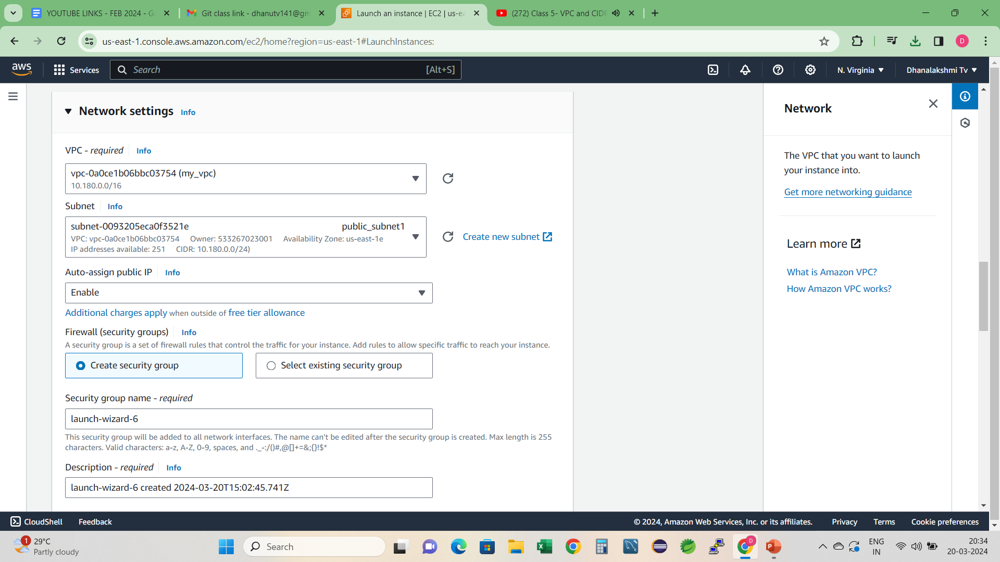 YOUTUBE LINKS - FEB 2024 - G
Git class link - dhanutv141@gm
Launch an instance | EC2 | us-ea
(272) Class 5- VPC and CIDR
us-east-1.console.aws.amazon.com/ec2/home?region=us-east-1#LaunchInstances:
D
aws
Services
Search
[Alt+S]
N. Virginia
Dhanalakshmi Tv
Network settings Info
VPC - required Info
vpc-0a0ce1b06bbc03754 (my_vpc)
10.180.0.0/16
Subnet Info
subnet-0093205eca0f3521e public_subnet1
VPC: vpc-0a0ce1b06bbc03754 Owner: 533267023001 Availability Zone: us-east-1e
IP addresses available: 251 CIDR: 10.180.0.0/24)
Create new subnet
Auto-assign public IP Info
Enable
Additional charges apply when outside of free tier allowance
Firewall (security groups) Info
A security group is a set of firewall rules that control the traffic for your instance. Add rules to allow specific traffic to reach your instance.
Create security group
Select existing security group
Security group name - required
launch-wizard-6
This security group will be added to all network interfaces. The name can't be edited after the security group is created. Max length is 255
characters. Valid characters: a-z, A-Z, 0-9, spaces, and ._-:/()#,@[]+=&;{}!$*
Description - required Info
launch-wizard-6 created 2024-03-20T15:02:45.741Z
Network
The VPC that you want to launch
your instance into.
Get more networking guidance
Learn more
What is Amazon VPC?
How Amazon VPC works?
CloudShell
Feedback
© 2024, Amazon Web Services, Inc. or its affiliates.
Privacy
Terms
Cookie preferences
1
29°C
Partly cloudy
Search
D
P
ENG
IN
20:34
20-03-2024